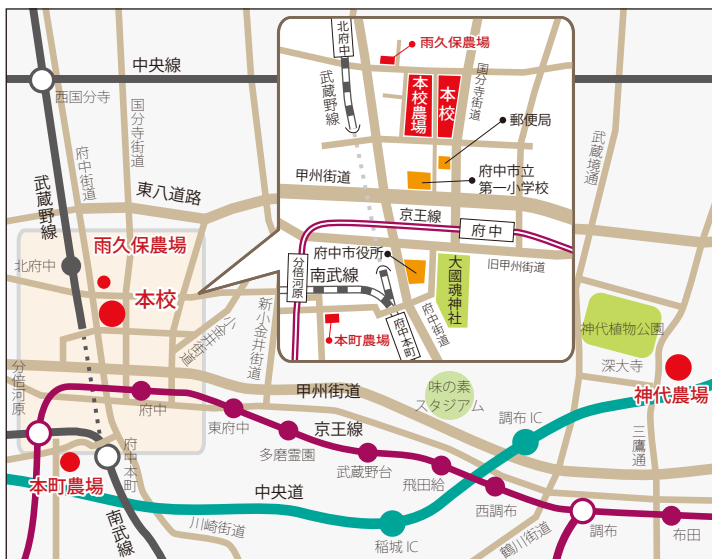 中央線
西国分寺
国分寺街道
府中街道
武蔵野線
東八道路
雨久保農場
北府中
本校
小金井街道
新小金井街道
分倍河原
府中
東府中
多磨霊園
京王線
武蔵野台
飛田給
西調布
調布
布田
甲州街道
味の素
スタジアム
調布IC
中央道
稲城IC
川崎街道
鶴川街道
府中本町
本町農場
南武線
武蔵境通
神代植物公園
深大寺
神代農場
三鷹通
北府中
武蔵野線
雨久保農場
国分寺街道
本校農場
本校
郵便局
府中市立
第一小学校
甲州街道
京王線
府中
旧甲州街道
府中市役所
分倍河原
南武線
大國魂神社
府中街道
府中本町
本町農場